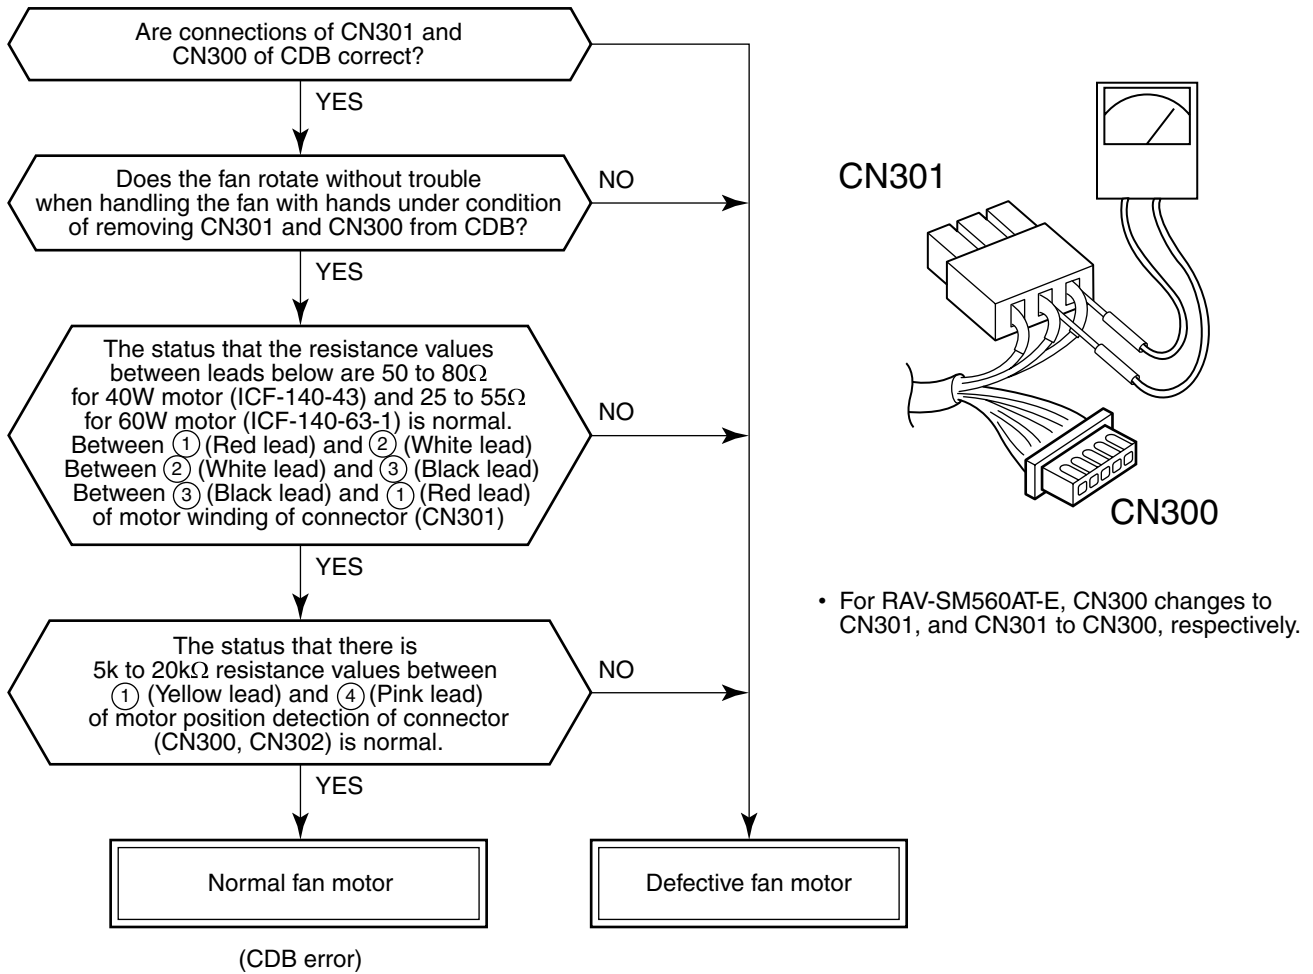 Are connections of CN301 and
CN300 of CDB correct?
YES
Does the fan rotate without trouble
when handling the fan with hands under condition
of removing CN301 and CN300 from CDB?
NO
YES
The status that the resistance values
between leads below are 50 to 80Ω
for 40W motor (ICF-140-43) and 25 to 55Ω
for 60W motor (ICF-140-63-1) is normal.
Between ① (Red lead) and ② (White lead)
Between ② (White lead) and ③ (Black lead)
Between ③ (Black lead) and ① (Red lead)
of motor winding of connector (CN301)
NO
YES
The status that there is
5k to 20kΩ resistance values between
① (Yellow lead) and ④ (Pink lead)
of motor position detection of connector
(CN300, CN302) is normal.
NO
YES
Normal fan motor
Defective fan motor
(CDB error)
CN301
CN300
• For RAV-SM560AT-E, CN300 changes to
CN301, and CN301 to CN300, respectively.